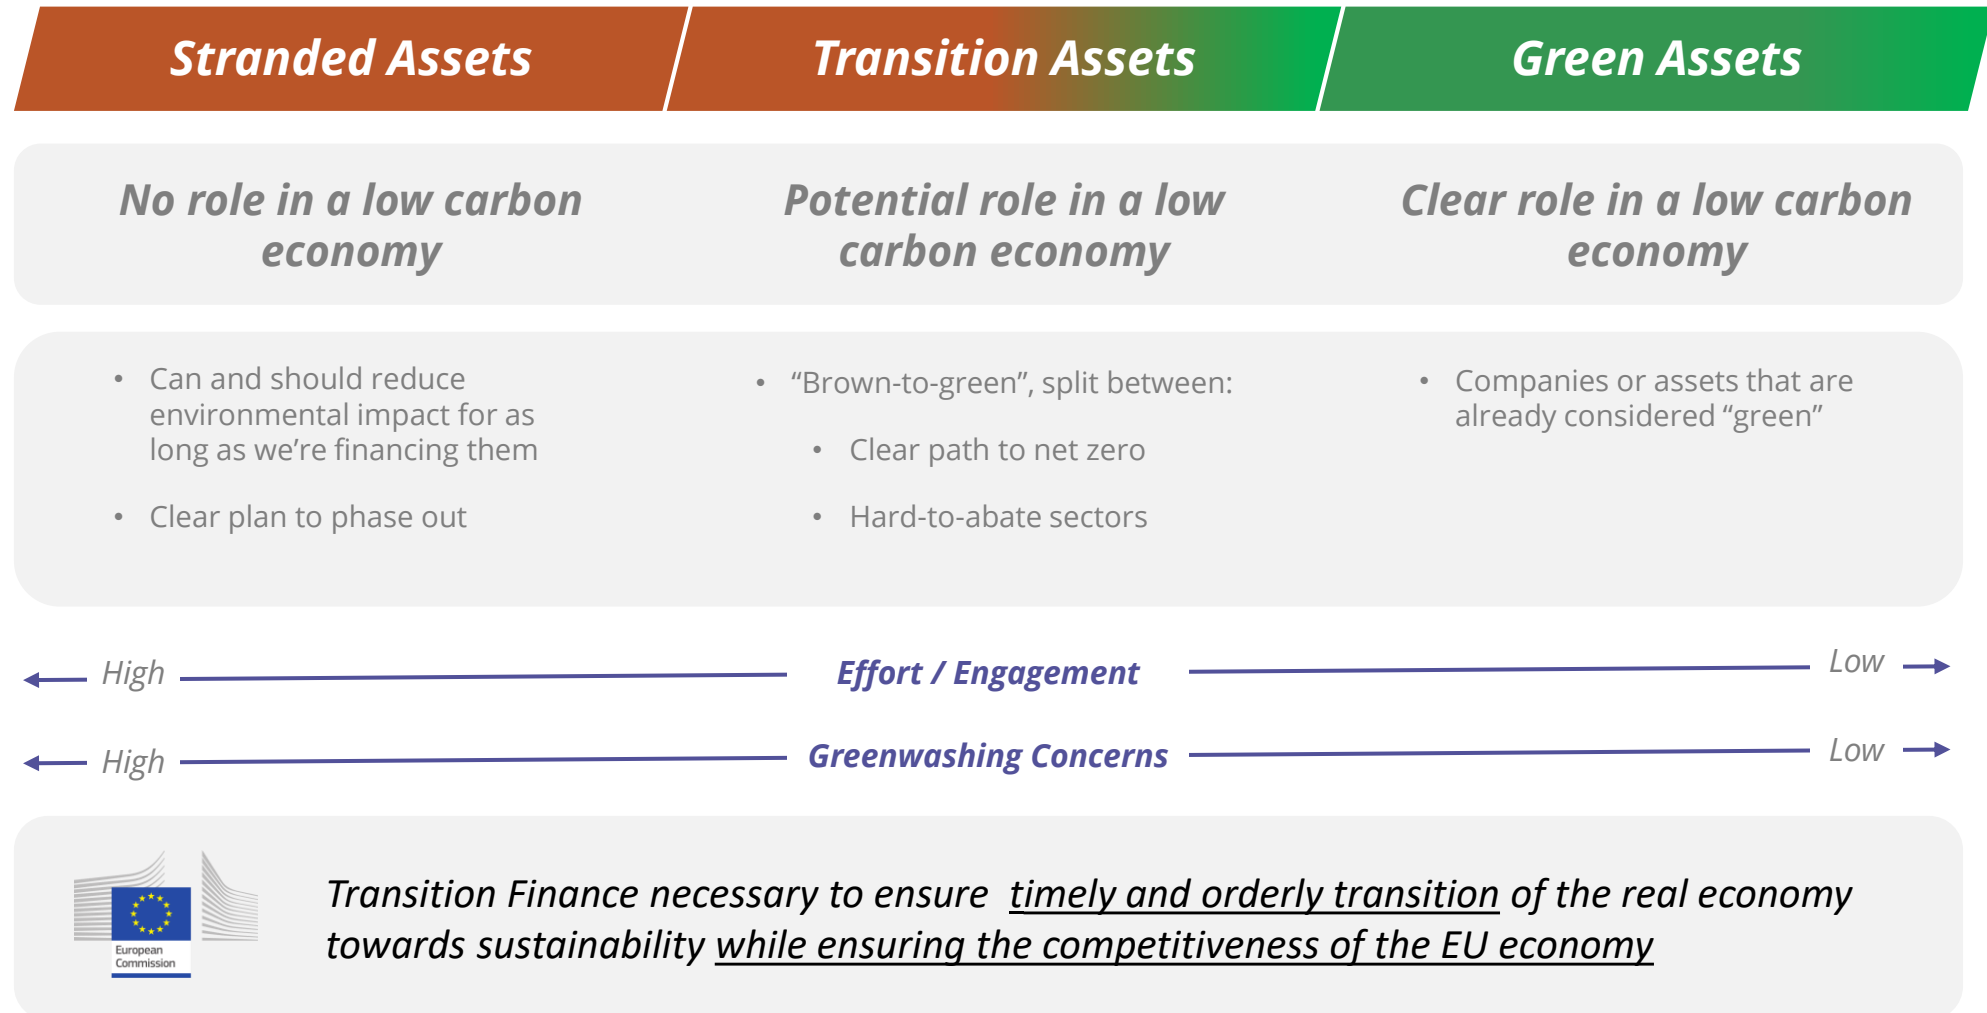 Stranded Assets
Transition Assets
Green Assets
No role in a low carbon
economy
Potential role in a low
carbon economy
Clear role in a low carbon
economy
• Can and should reduce
environmental impact for as
long as we’re financing them
• Clear plan to phase out
• “Brown-to-green”, split between:
• Clear path to net zero
• Hard-to-abate sectors
• Companies or assets that are
already considered “green”
High Effort / Engagement Low
High Greenwashing Concerns Low
European
Commission
Transition Finance necessary to ensure timely and orderly transition of the real economy
towards sustainability while ensuring the competitiveness of the EU economy